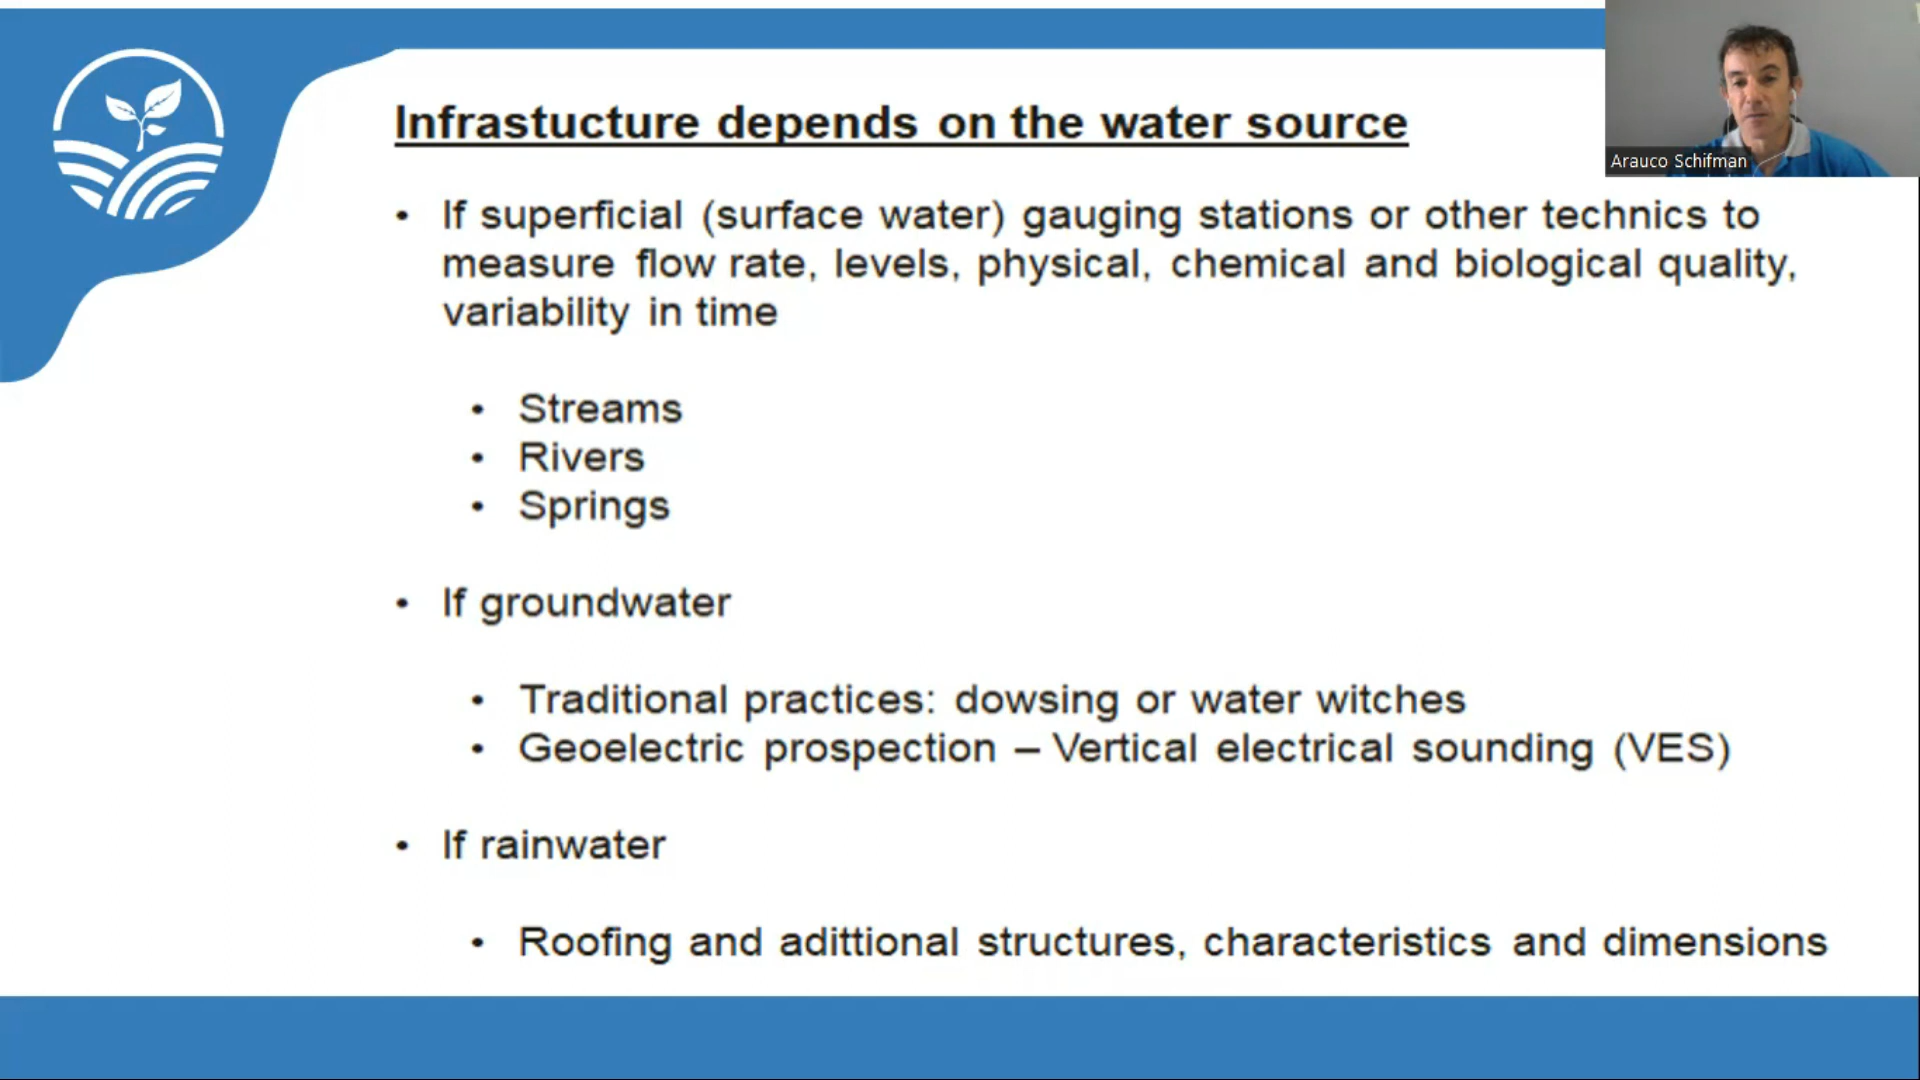 Infrastucture depends on the water source
Arauco Schifman
• If superficial (surface water) gauging stations or other technics to
measure flow rate, levels, physical, chemical and biological quality,
variability in time
• Streams
• Rivers
• Springs
• If groundwater
• Traditional practices: dowsing or water witches
• Geoelectric prospection – Vertical electrical sounding (VES)
• If rainwater
• Roofing and adittional structures, characteristics and dimensions